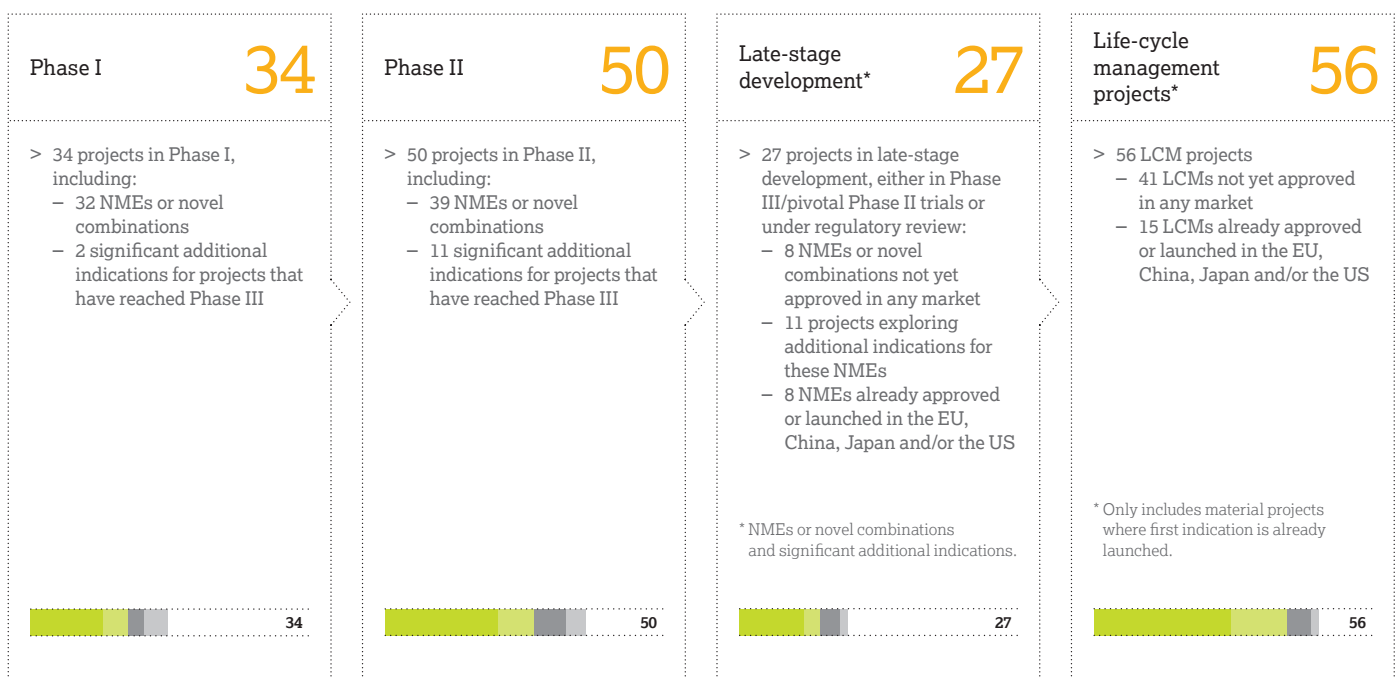 Phase I
34
> 34 projects in Phase I,
including:
– 32 NMEs or novel
combinations
– 2 significant additional
indications for projects that
have reached Phase III
34
Phase II
50
> 50 projects in Phase II,
including:
– 39 NMEs or novel
combinations
– 11 significant additional
indications for projects that
have reached Phase III
50
Late-stage
development*
27
> 27 projects in late-stage
development, either in Phase
III/pivotal Phase II trials or
under regulatory review:
– 8 NMEs or novel
combinations not yet
approved in any market
– 11 projects exploring
additional indications for
these NMEs
– 8 NMEs already approved
or launched in the EU,
China, Japan and/or the US
* NMEs or novel combinations
and significant additional indications.
27
Life-cycle
management
projects*
56
> 56 LCM projects
– 41 LCMs not yet approved
in any market
– 15 LCMs already approved
or launched in the EU,
China, Japan and/or the US
* Only includes material projects
where first indication is already
launched.
56